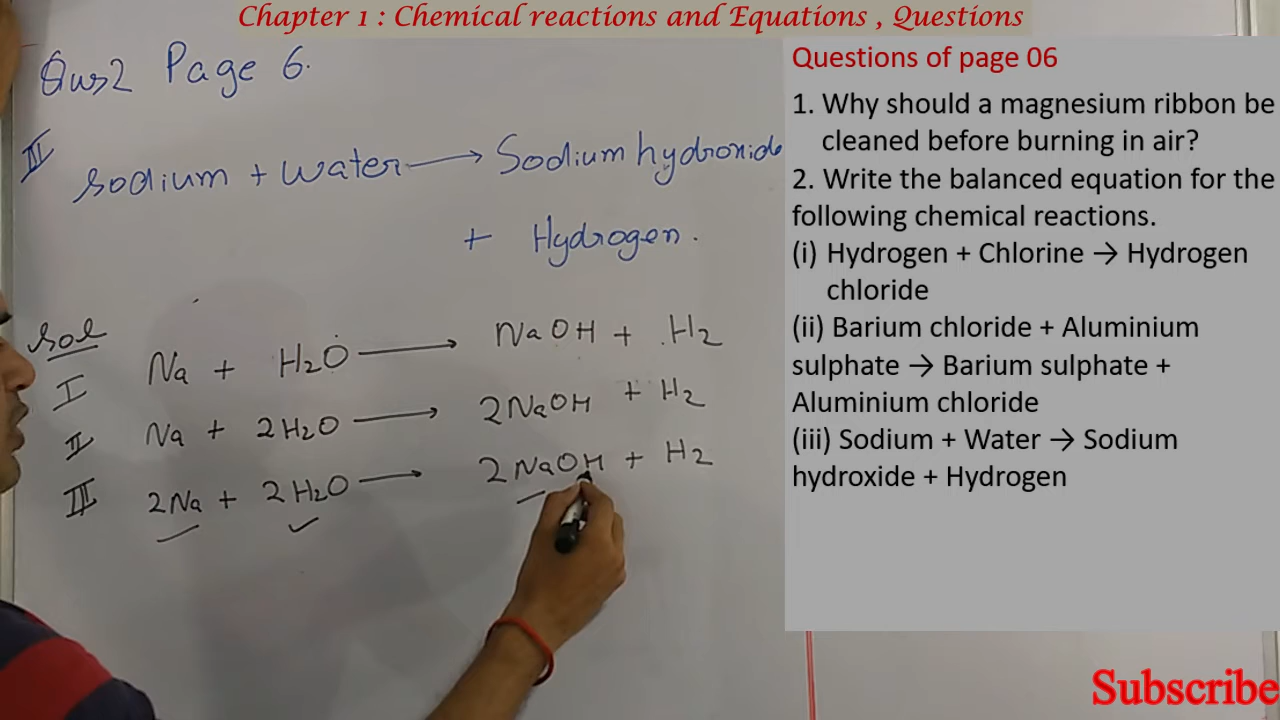 Chapter 1 : Chemical reactions and Equations , Questions
Ques2 Page 6.
III sodium + water → Sodium hydroxide
+ Hydrogen.
Sol
I Na + H2O → NaOH + H2
II Na + 2H2O → 2NaOH + H2
III 2Na + 2H2O → 2NaOH + H2
Questions of page 06
1. Why should a magnesium ribbon be
cleaned before burning in air?
2. Write the balanced equation for the
following chemical reactions.
(i) Hydrogen + Chlorine → Hydrogen
chloride
(ii) Barium chloride + Aluminium
sulphate → Barium sulphate +
Aluminium chloride
(iii) Sodium + Water → Sodium
hydroxide + Hydrogen
Subscribe